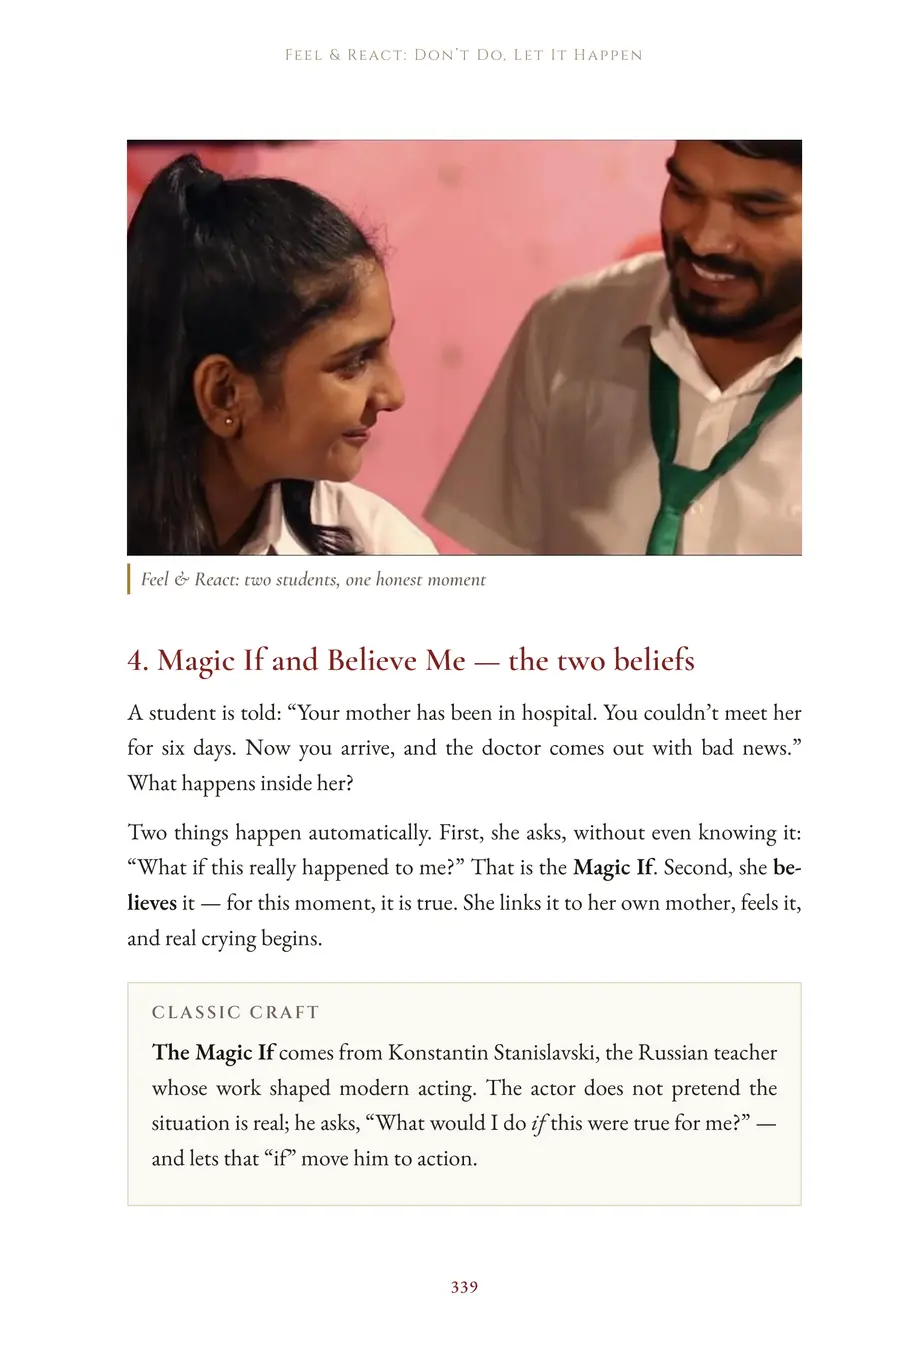 Feel & React: Don’t Do, Let It Happen
Feel & React: two students, one honest moment
4. Magic If and Believe Me — the two beliefs
A student is told: “Your mother has been in hospital. You couldn’t meet her
for six days. Now you arrive, and the doctor comes out with bad news.”
What happens inside her?
Two things happen automatically. First, she asks, without even knowing it:
“What if this really happened to me?” That is the Magic If. Second, she be-
lieves it — for this moment, it is true. She links it to her own mother, feels it,
and real crying begins.
CLASSIC CRAFT
The Magic If comes from Konstantin Stanislavski, the Russian teacher
whose work shaped modern acting. The actor does not pretend the
situation is real; he asks, “What would I do if this were true for me?” —
and lets that “if” move him to action.
339